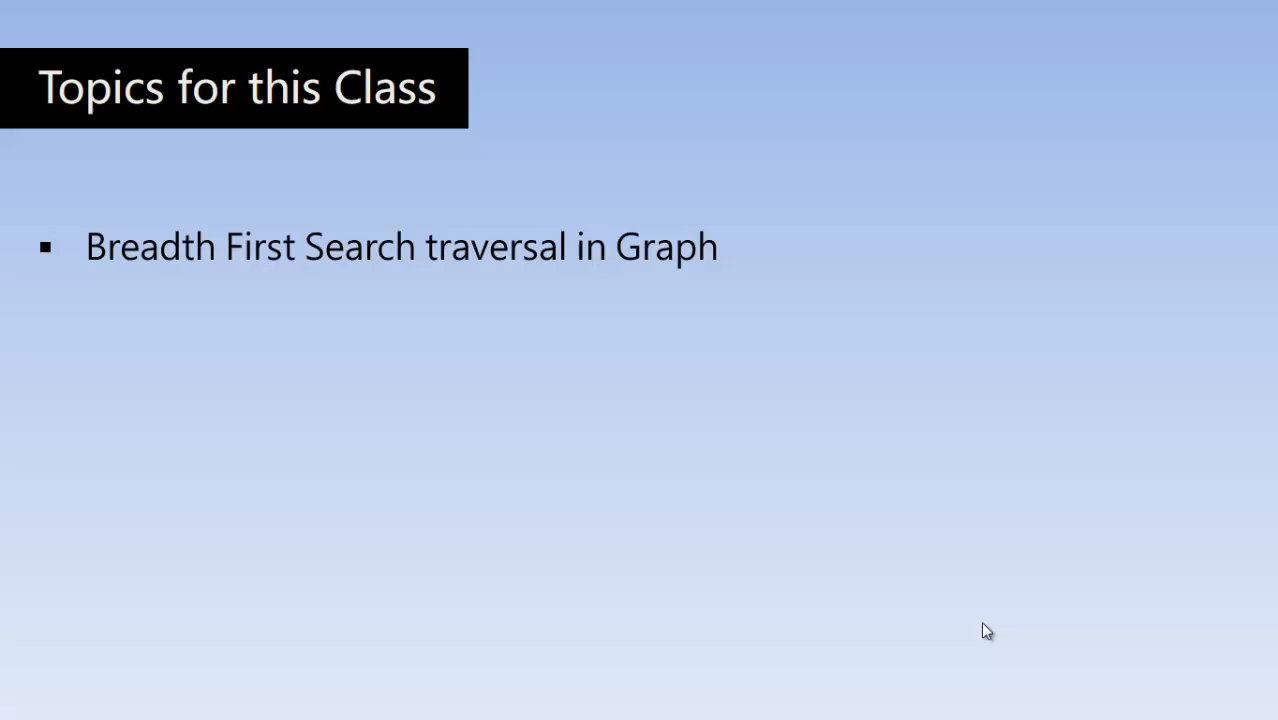 Topics for this Class
▪ Breadth First Search traversal in Graph